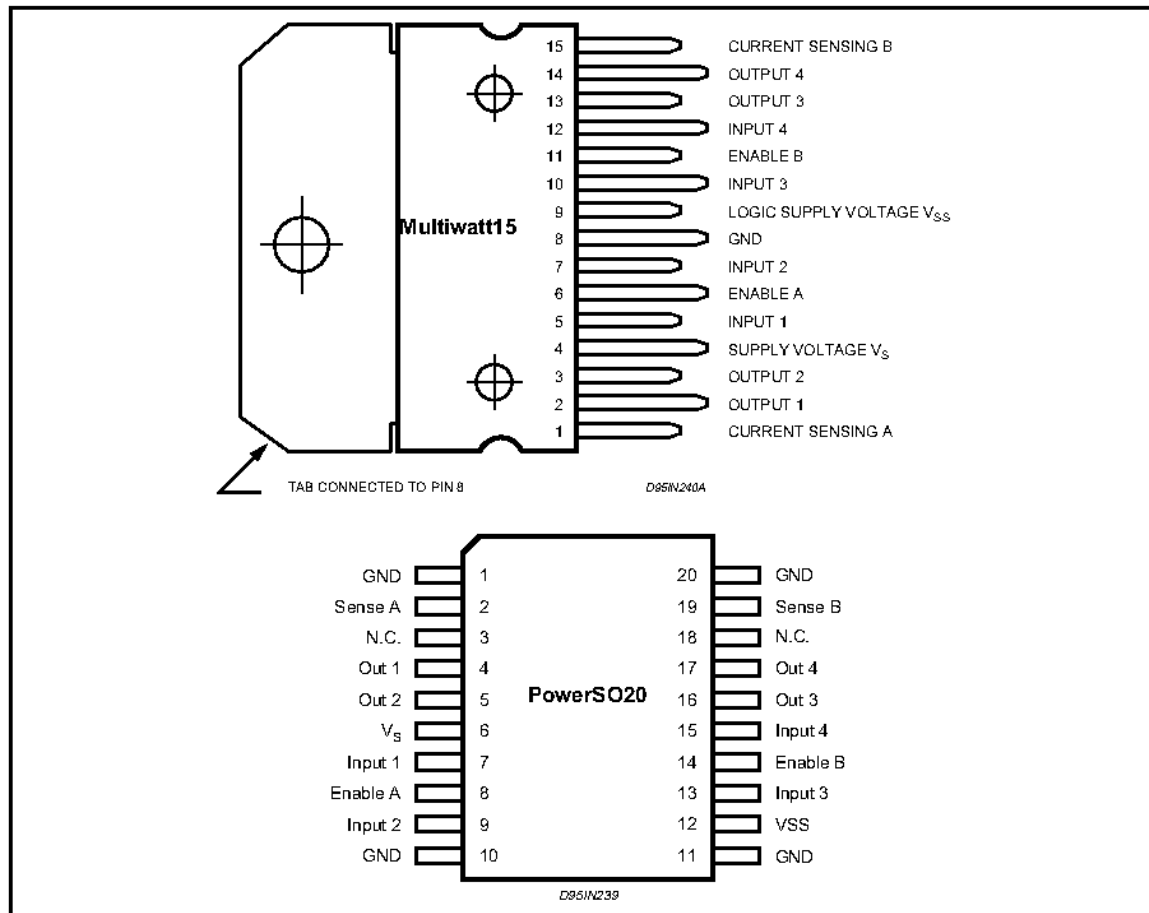 15 CURRENT SENSING B
14 OUTPUT 4
13 OUTPUT 3
12 INPUT 4
11 ENABLE B
10 INPUT 3
9 LOGIC SUPPLY VOLTAGE VSS
Multiwatt15
8 GND
7 INPUT 2
6 ENABLE A
5 INPUT 1
4 SUPPLY VOLTAGE VS
3 OUTPUT 2
2 OUTPUT 1
1 CURRENT SENSING A
TAB CONNECTED TO PIN 8
D95IN240A
GND 1 20 GND
Sense A 2 19 Sense B
N.C. 3 18 N.C.
Out 1 4 17 Out 4
Out 2 5 PowerSO20 16 Out 3
VS 6 15 Input 4
Input 1 7 14 Enable B
Enable A 8 13 Input 3
Input 2 9 12 VSS
GND 10 11 GND
D95IN239